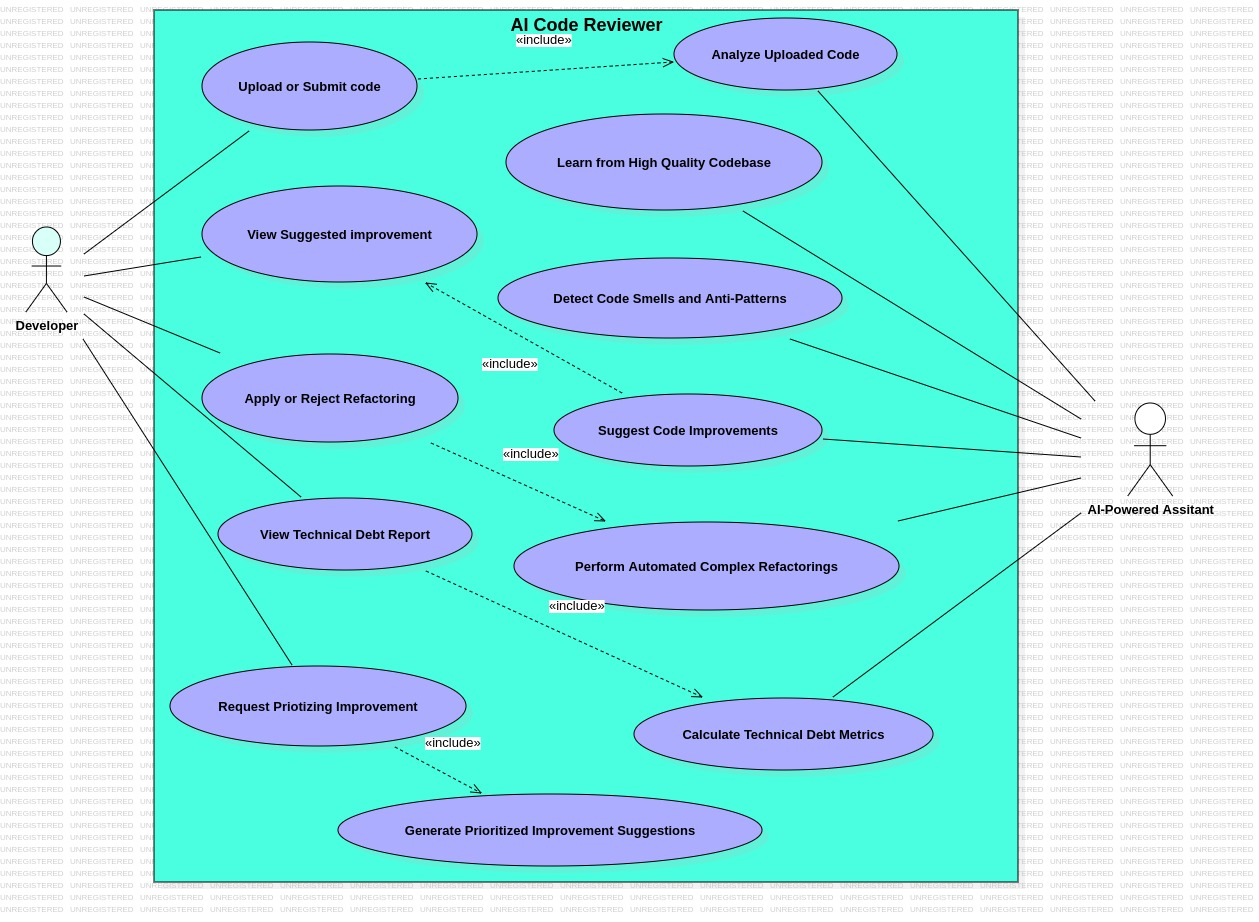 AI Code Reviewer
«include»
Analyze Uploaded Code
Upload or Submit code
Learn from High Quality Codebase
View Suggested improvement
Detect Code Smells and Anti-Patterns
Developer
«include»
Apply or Reject Refactoring
Suggest Code Improvements
«include»
AI-Powered Assitant
View Technical Debt Report
Perform Automated Complex Refactorings
«include»
Request Priotizing Improvement
Calculate Technical Debt Metrics
«include»
Generate Prioritized Improvement Suggestions
UNREGISTERED